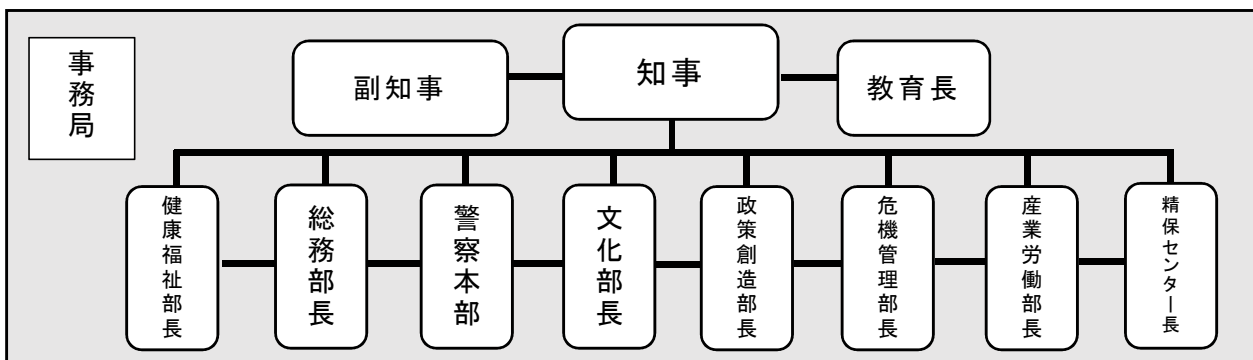 事務局
副知事
知事
教育長
健康福祉部長
総務部長
警察本部
文化部長
政策創造部長
危機管理部長
産業労働部長
精保センター長